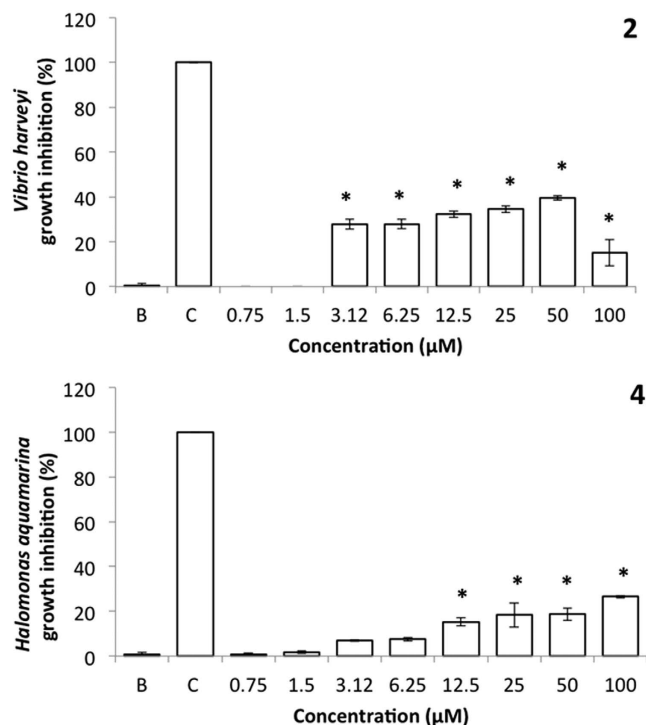 2
Vibrio harveyi
growth inhibition (%)
120
100
80
60
40
20
0
* * * * * *
B C 0.75 1.5 3.12 6.25 12.5 25 50 100
Concentration (µM)
4
Halomonas aquamarina
growth inhibition (%)
120
100
80
60
40
20
0
* * * *
B C 0.75 1.5 3.12 6.25 12.5 25 50 100
Concentration (µM)